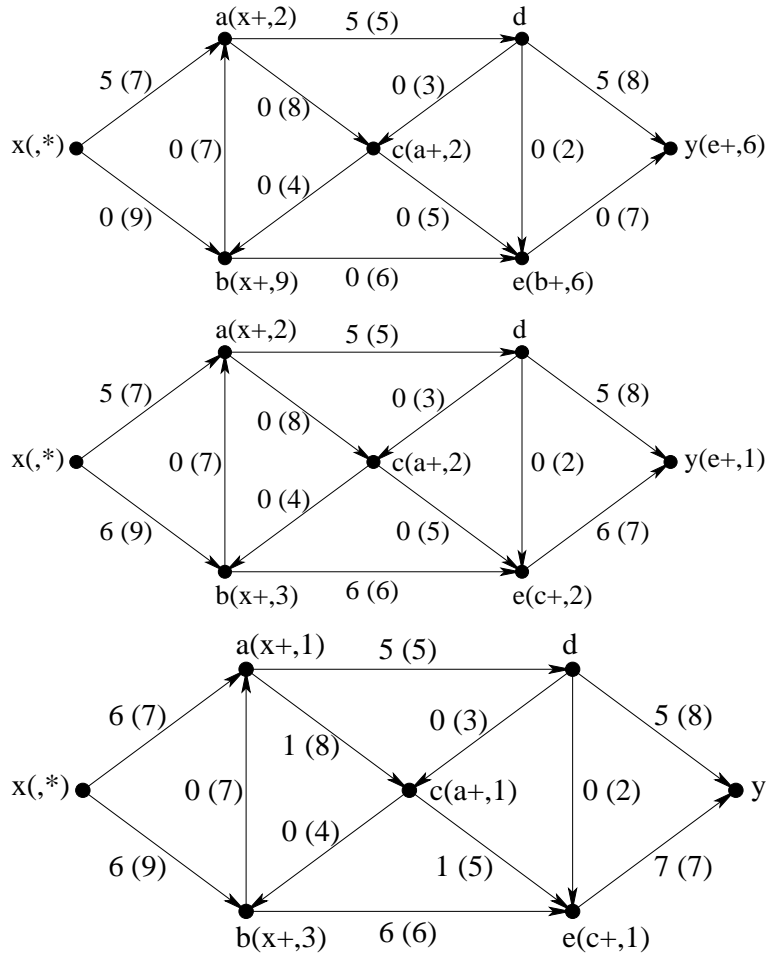 a(x+,2) 5 (5) d
5 (7) 0 (8) 0 (3) 5 (8)
x(,*) 0 (7) c(a+,2) 0 (2) y(e+,6)
0 (9) 0 (4) 0 (5) 0 (7)
b(x+,9) 0 (6) e(b+,6)
a(x+,2) 5 (5) d
5 (7) 0 (8) 0 (3) 5 (8)
x(,*) 0 (7) c(a+,2) 0 (2) y(e+,1)
6 (9) 0 (4) 0 (5) 6 (7)
b(x+,3) 6 (6) e(c+,2)
a(x+,1) 5 (5) d
6 (7) 1 (8) 0 (3) 5 (8)
x(,*) 0 (7) c(a+,1) 0 (2) y
6 (9) 0 (4) 1 (5) 7 (7)
b(x+,3) 6 (6) e(c+,1)